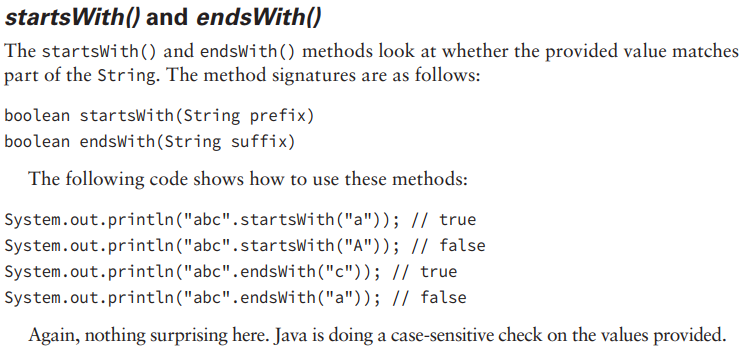 startsWith() and endsWith()
The startsWith() and endsWith() methods look at whether the provided value matches
part of the String. The method signatures are as follows:
boolean startsWith(String prefix)
boolean endsWith(String suffix)
The following code shows how to use these methods:
System.out.println("abc".startsWith("a")); // true
System.out.println("abc".startsWith("A")); // false
System.out.println("abc".endsWith("c")); // true
System.out.println("abc".endsWith("a")); // false
Again, nothing surprising here. Java is doing a case-sensitive check on the values provided.